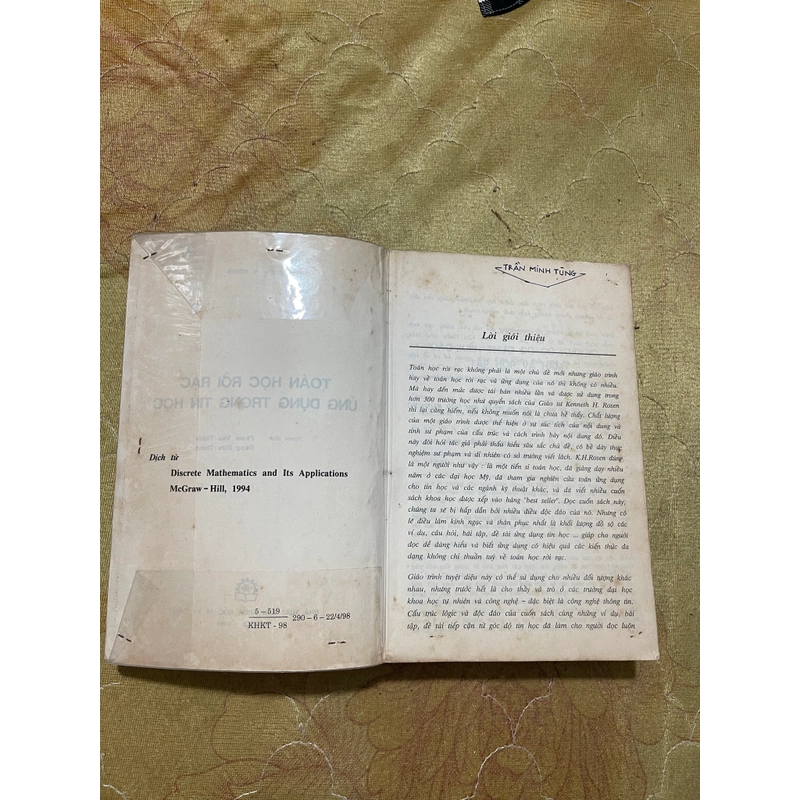 Dịch từ
Discrete Mathematics and Its Applications
McGraw-Hill, 1994
5-519
KHKT-98
290-6-22/4/98
TRẦN MINH TÙNG
Lời giới thiệu
Toán học rời rạc không phải là một chủ đề mới nhưng giáo trình
hay về toán học rời rạc và ứng dụng của nó thì không có nhiều.
Mà hay đến mức được tái bản nhiều lần và được sử dụng trong
hơn 300 trường học như quyển sách của Giáo sư Kenneth H. Rosen
thì lại càng hiếm, nếu không muốn nói là chưa hề thấy. Chất lượng
của một giáo trình được thể hiện ở sự súc tích của nội dung và
tính sư phạm của cấu trúc và cách trình bày nội dung đó. Điều
này đòi hỏi tác giả phải thấu hiểu sâu sắc chủ đề, có bề dày thực
nghiệm sư phạm và dĩ nhiên có sở trường viết lách. K.H.Rosen đúng
là một người như vậy : là một tiến sĩ toán học, đã giảng dạy nhiều
năm ở các đại học Mỹ, đã tham gia nghiên cứu toán ứng dụng
cho tin học và các ngành kỹ thuật khác, và đã viết nhiều cuốn
sách khoa học được xếp vào hàng "best seller". Đọc cuốn sách này,
chúng ta sẽ bị hấp dẫn bởi nhiều điều độc đáo của nó. Nhưng có
lẽ điều làm kinh ngạc và thán phục nhất là khối lượng đồ sộ các
ví dụ, câu hỏi, bài tập, đề tài ứng dụng tin học ... giúp cho người
đọc dễ dàng hiểu và biết ứng dụng có hiệu quả các kiến thức đa
dạng không chỉ thuần tuý về toán học rời rạc.
Giáo trình tuyệt diệu này có thể sử dụng cho nhiều đối tượng khác
nhau, nhưng trước hết là cho thầy và trò ở các trường đại học
khoa học tự nhiên và công nghệ - đặc biệt là công nghệ thông tin.
Cấu trúc lôgic và độc đáo của cuốn sách cùng những ví dụ, bài
tập, đề tài tiếp cận từ góc độ tin học đã làm cho người đọc luôn